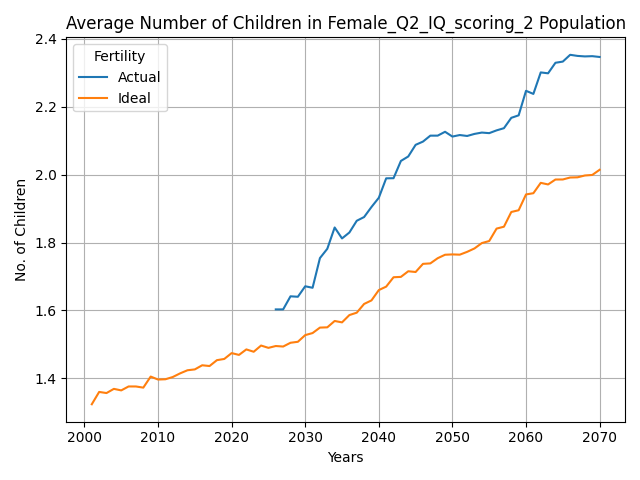 Average Number of Children in Female_Q2_IQ_scoring_2 Population
2.4
2.2
2.0
1.8
1.6
1.4
No. of Children
Fertility
Actual
Ideal
2000 2010 2020 2030 2040 2050 2060 2070
Years